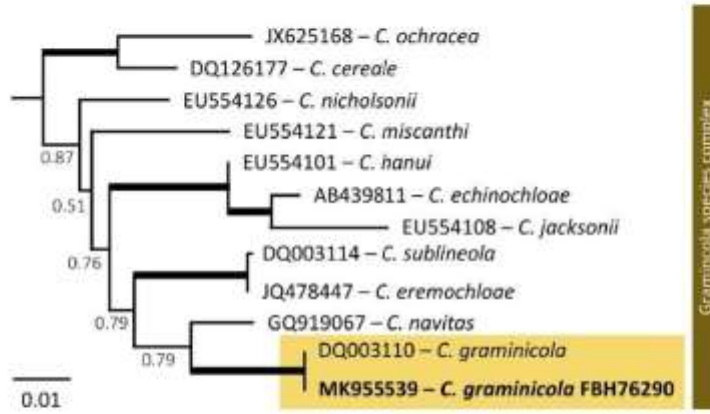 JX625168 – C. ochracea
DQ126177 – C. cereale
EU554126 – C. nicholsonii
EU554121 – C. miscanthi
0.87
EU554101 – C. hanui
AB439811 – C. echinochloae
0.51
EU554108 – C. jacksonii
DQ003114 – C. sublineola
0.76
JQ478447 – C. eremochloae
GQ919067 – C. navitas
0.79
DQ003110 – C. graminicola
0.79
MK955539 – C. graminicola FBH76290
0.01
Graminicola species complex